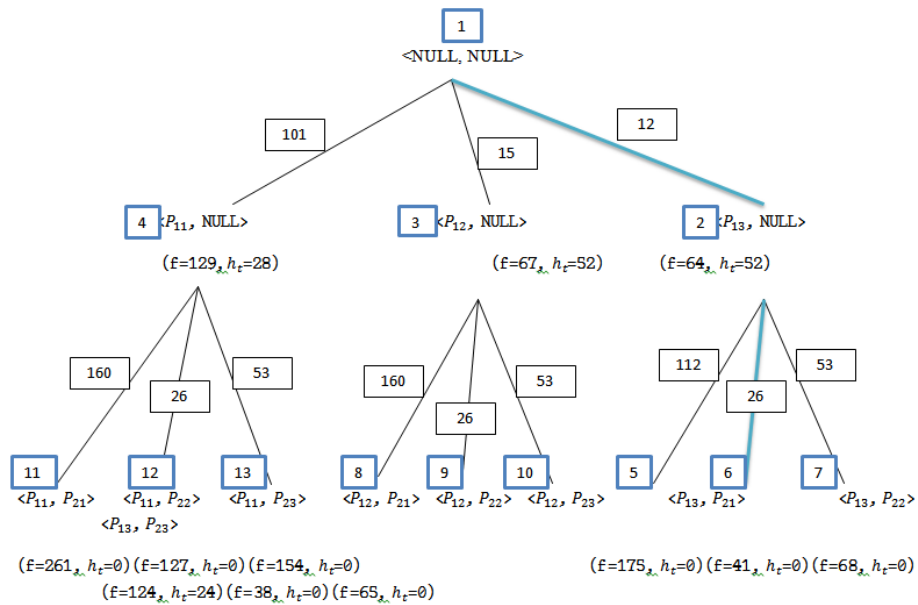 1
<NULL, NULL>
101
15
12
4 <P₁₁, NULL>
3 <P₁₂, NULL>
2 <P₁₃, NULL>
(f=129, hₜ=28)
(f=67, hₜ=52)
(f=64, hₜ=52)
160
26
53
160
26
53
112
26
53
11
12
13
8
9
10
5
6
7
<P₁₁, P₂₁>
<P₁₁, P₂₂>
<P₁₁, P₂₃>
<P₁₂, P₂₁>
<P₁₂, P₂₂>
<P₁₂, P₂₃>
<P₁₃, P₂₁>
<P₁₃, P₂₂>
<P₁₃, P₂₃>
(f=261, hₜ=0)(f=127, hₜ=0)(f=154, hₜ=0)
(f=175, hₜ=0)(f=41, hₜ=0)(f=68, hₜ=0)
(f=124, hₜ=24)(f=38, hₜ=0)(f=65, hₜ=0)